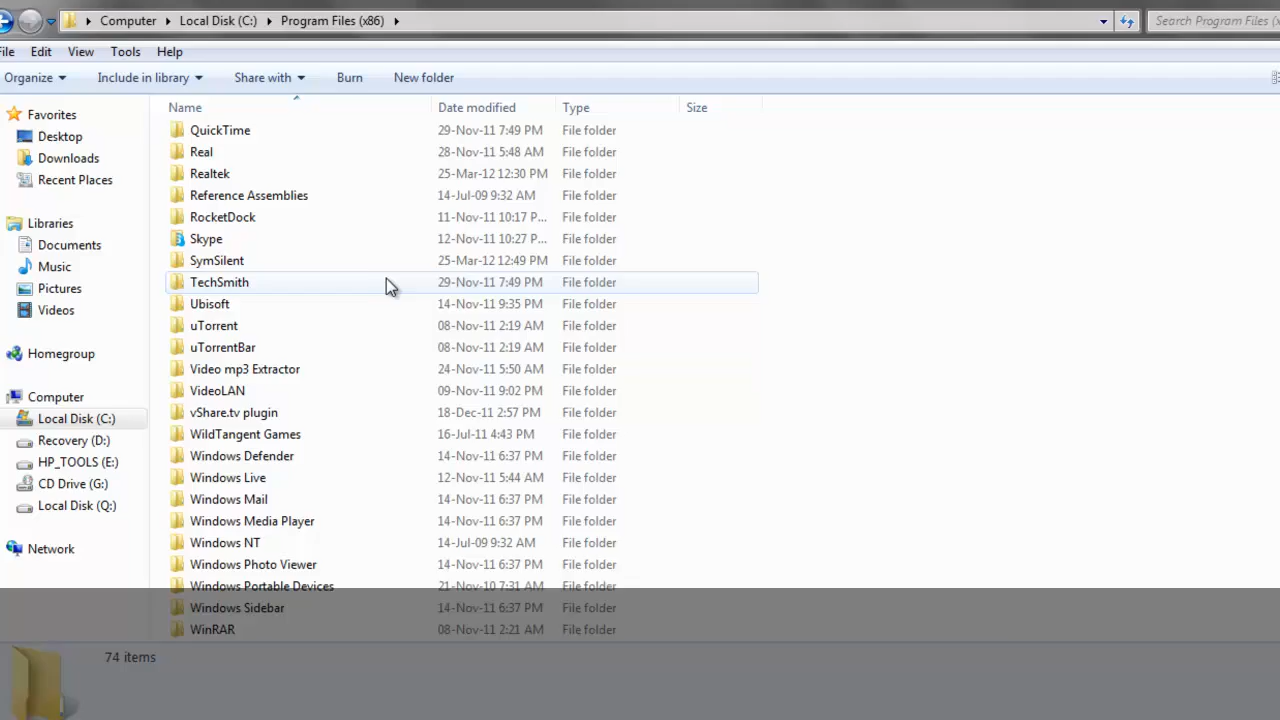 Computer Local Disk (C:) Program Files (x86) Search Program Files (x
File Edit View Tools Help
Organize Include in library Share with Burn New folder
Name Date modified Type Size
Favorites
Desktop
Downloads
Recent Places
Libraries
Documents
Music
Pictures
Videos
Homegroup
Computer
Local Disk (C:)
Recovery (D:)
HP_TOOLS (E:)
CD Drive (G:)
Local Disk (Q:)
Network
QuickTime 29-Nov-11 7:49 PM File folder
Real 28-Nov-11 5:48 AM File folder
Realtek 25-Mar-12 12:30 PM File folder
Reference Assemblies 14-Jul-09 9:32 AM File folder
RocketDock 11-Nov-11 10:17 P... File folder
Skype 12-Nov-11 10:27 P... File folder
SymSilent 25-Mar-12 12:49 PM File folder
TechSmith 29-Nov-11 7:49 PM File folder
Ubisoft 14-Nov-11 9:35 PM File folder
uTorrent 08-Nov-11 2:19 AM File folder
uTorrentBar 08-Nov-11 2:19 AM File folder
Video mp3 Extractor 24-Nov-11 5:50 AM File folder
VideoLAN 09-Nov-11 9:02 PM File folder
vShare.tv plugin 18-Dec-11 2:57 PM File folder
WildTangent Games 16-Jul-11 4:43 PM File folder
Windows Defender 14-Nov-11 6:37 PM File folder
Windows Live 12-Nov-11 5:44 AM File folder
Windows Mail 14-Nov-11 6:37 PM File folder
Windows Media Player 14-Nov-11 6:37 PM File folder
Windows NT 14-Jul-09 9:32 AM File folder
Windows Photo Viewer 14-Nov-11 6:37 PM File folder
Windows Portable Devices 21-Nov-10 7:31 AM File folder
Windows Sidebar 14-Nov-11 6:37 PM File folder
WinRAR 08-Nov-11 2:21 AM File folder
74 items